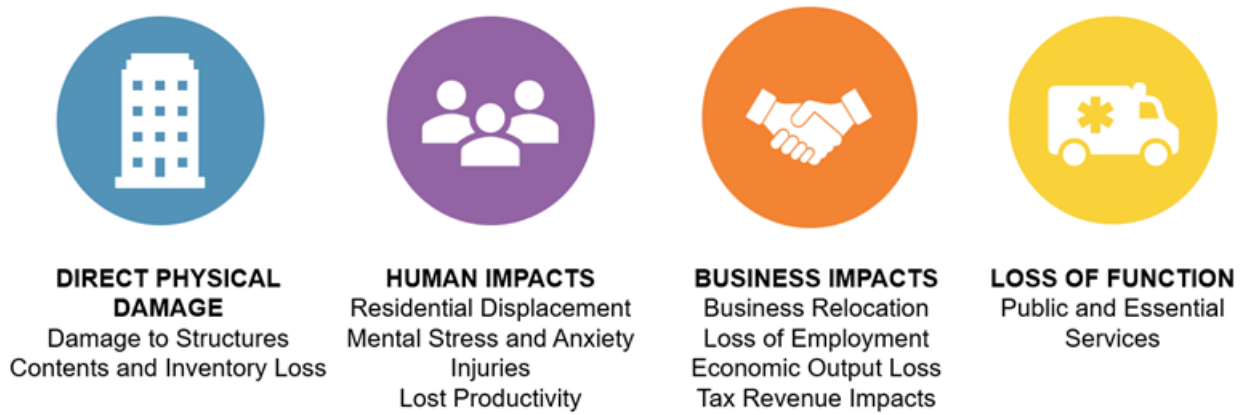 DIRECT PHYSICAL
DAMAGE
Damage to Structures
Contents and Inventory Loss
HUMAN IMPACTS
Residential Displacement
Mental Stress and Anxiety
Injuries
Lost Productivity
BUSINESS IMPACTS
Business Relocation
Loss of Employment
Economic Output Loss
Tax Revenue Impacts
LOSS OF FUNCTION
Public and Essential
Services